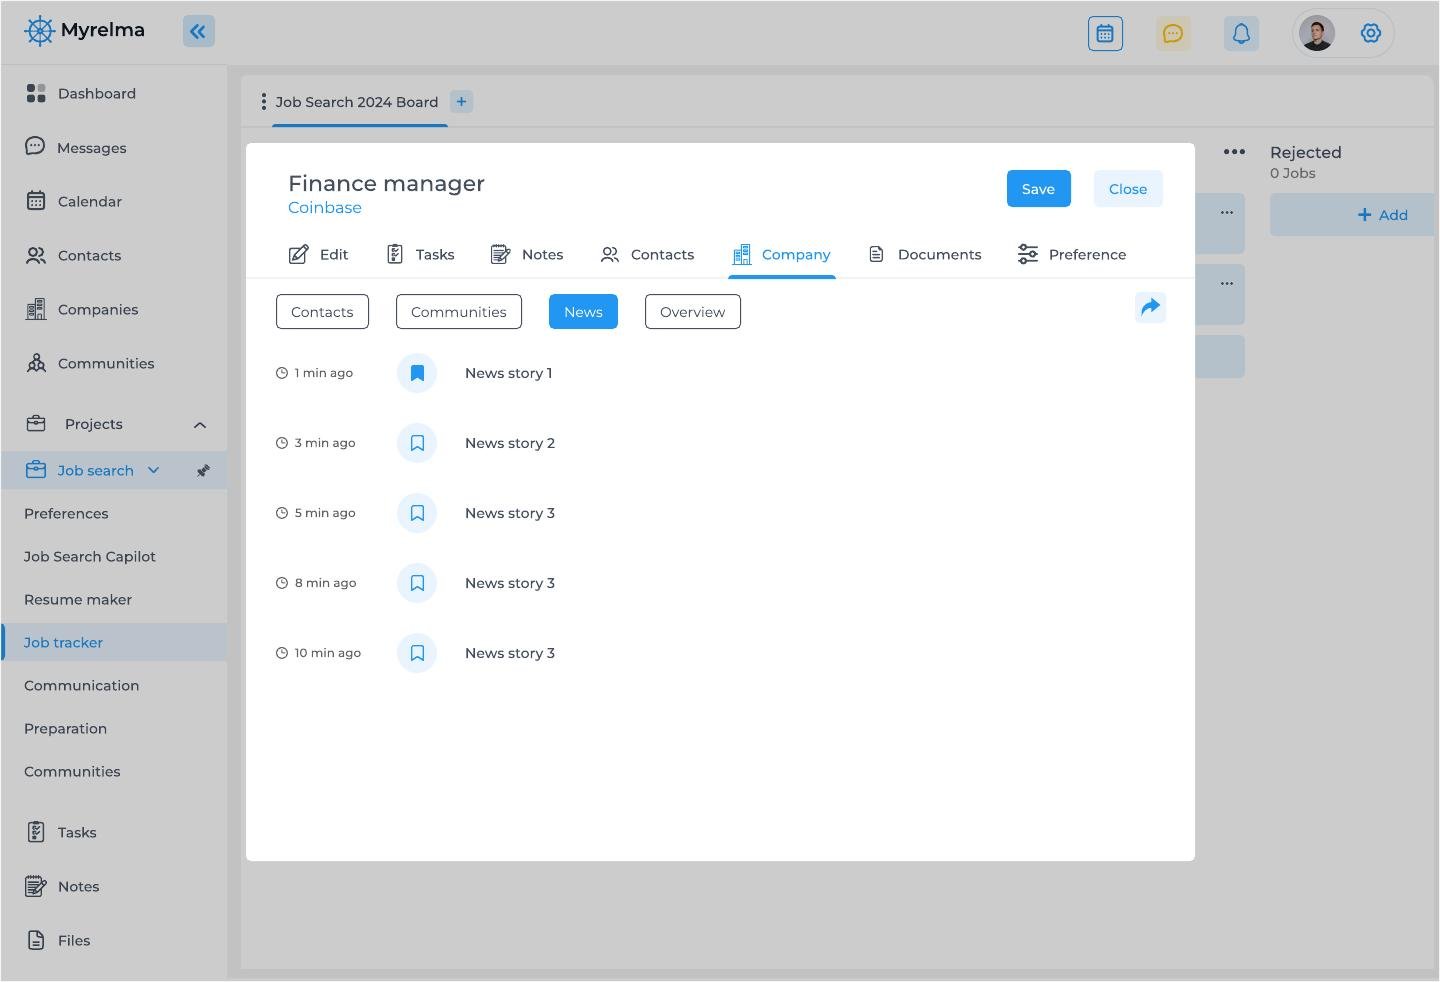 Myrelma
Dashboard
Messages
Calendar
Contacts
Companies
Communities
Projects
Job search
Preferences
Job Search Capilot
Resume maker
Job tracker
Communication
Preparation
Communities
Tasks
Notes
Files
Job Search 2024 Board
Finance manager
Coinbase
Save
Close
Edit
Tasks
Notes
Contacts
Company
Documents
Preference
Contacts
Communities
News
Overview
1 min ago
News story 1
3 min ago
News story 2
5 min ago
News story 3
8 min ago
News story 3
10 min ago
News story 3
Rejected
0 Jobs
+ Add